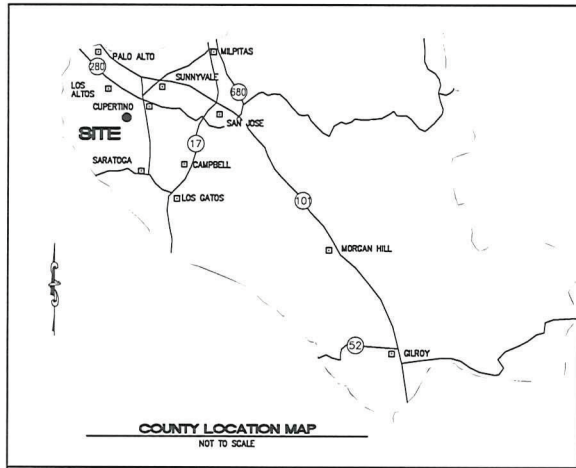 PALO ALTO
MILPITAS
280
SUNNYVALE
LOS
ALTOS
680
CUPERTINO
SAN JOSE
SITE
17
SARATOGA
CAMPBELL
LOS GATOS
101
MORGAN HILL
52
GILROY
COUNTY LOCATION MAP
NOT TO SCALE